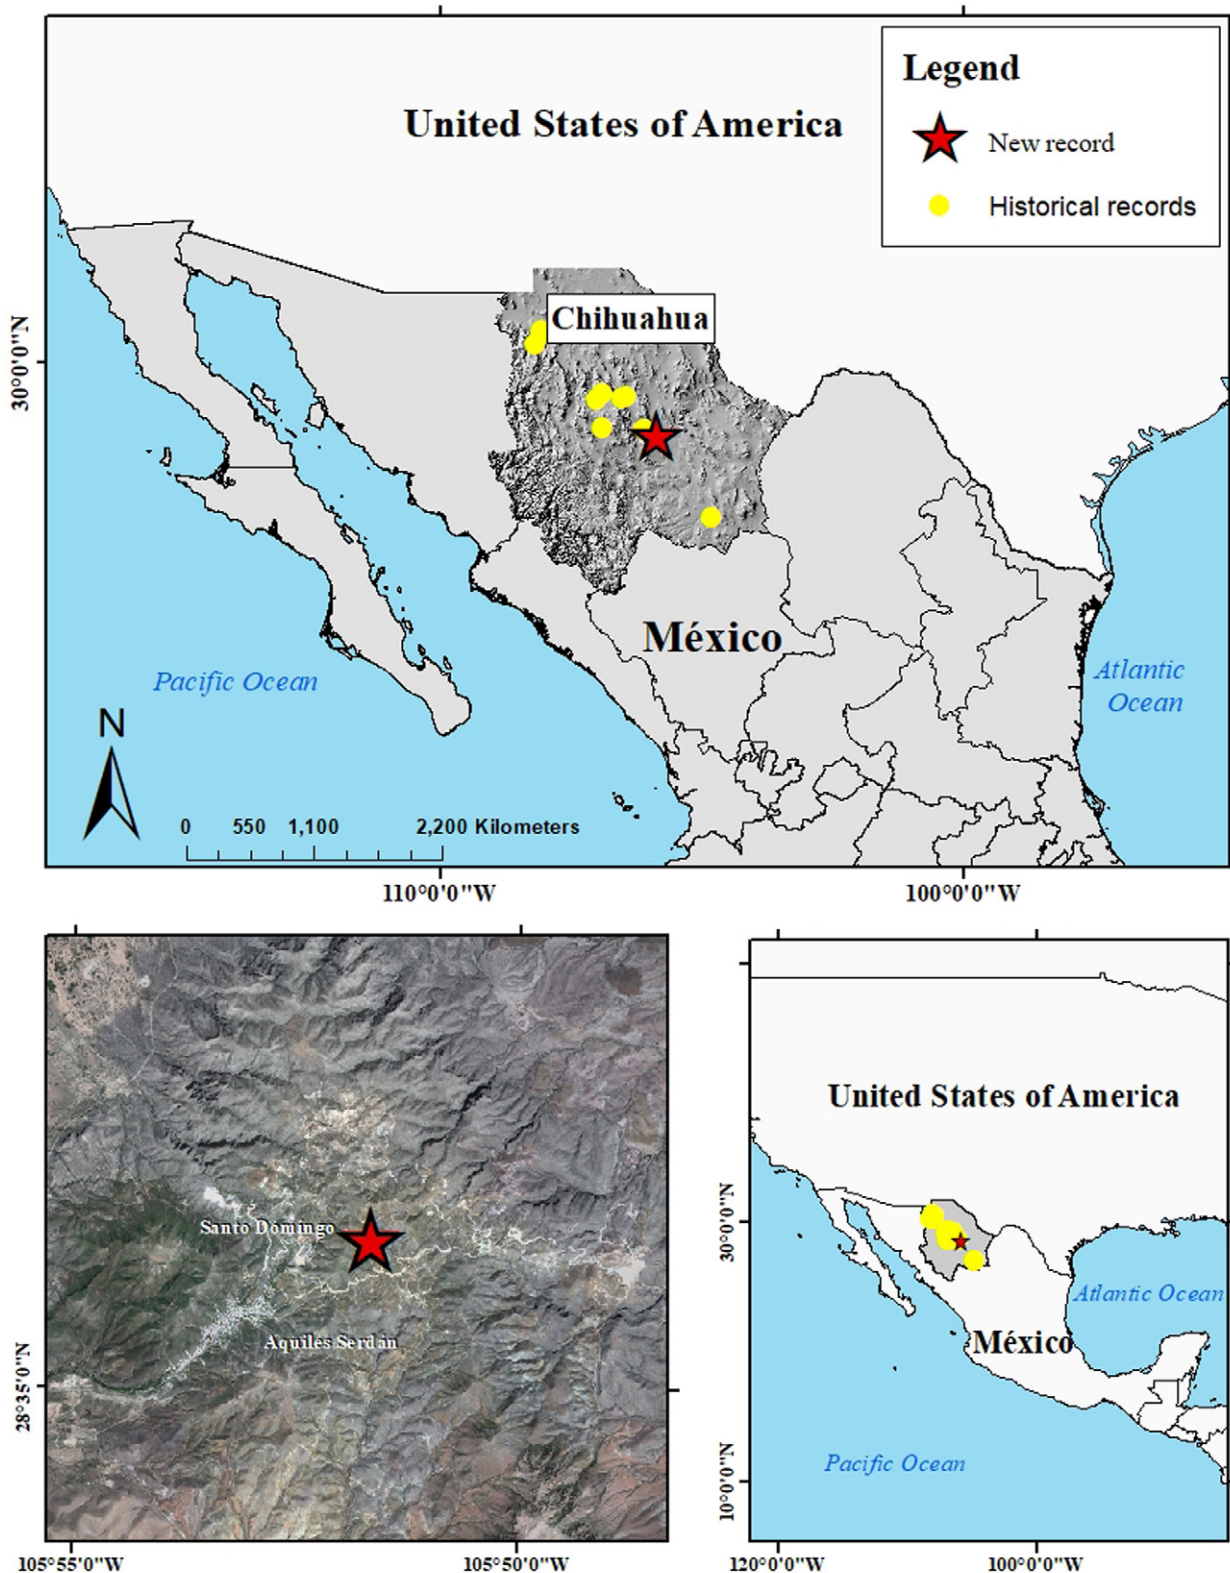 Legend
New record
Historical records
United States of America
Chihuahua
30°0'0"N
México
Pacific Ocean
Atlantic
Ocean
N
0 550 1,100 2,200 Kilometers
110°0'0"W 100°0'0"W
Santo Domingo
Aquiles Serdán
28°35'0"N
105°55'0"W 105°50'0"W
United States of America
30°0'0"N
Atlantic Ocean
México
Pacific Ocean
10°0'0"N
120°0'0"W 100°0'0"W